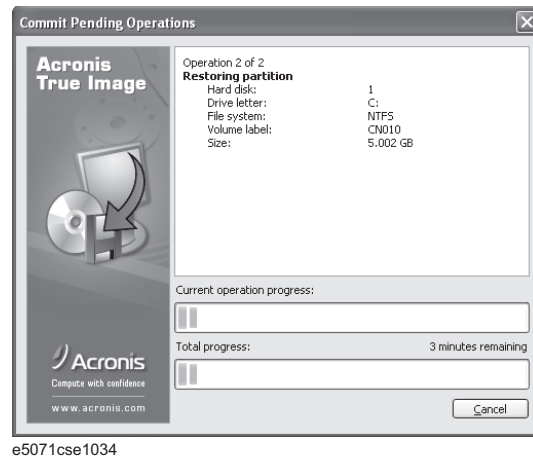 Commit Pending Operations
Acronis
True Image
Operation 2 of 2
Restoring partition
Hard disk: 1
Drive letter: C:
File system: NTFS
Volume label: CN010
Size: 5.002 GB
Current operation progress:
Total progress: 3 minutes remaining
Acronis
Compute with confidence
www.acronis.com
Cancel
e5071cse1034